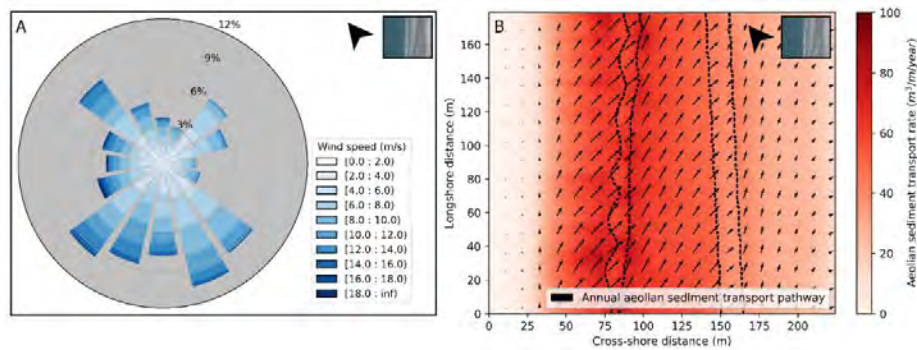 A
12%
9%
6%
3%
Wind speed (m/s)
[0.0 : 2.0)
[2.0 : 4.0)
[4.0 : 6.0)
[6.0 : 8.0)
[8.0 : 10.0)
[10.0 : 12.0)
[12.0 : 14.0)
[14.0 : 16.0)
[16.0 : 18.0)
[18.0 : inf)
B
Longshore distance (m)
160
140
120
100
80
60
40
20
0
Annual aeolian sediment transport pathway
0 25 50 75 100 125 150 175 200
Cross-shore distance (m)
100
80
60
40
20
0
Aeolian sediment transport rate (m³/m/year)